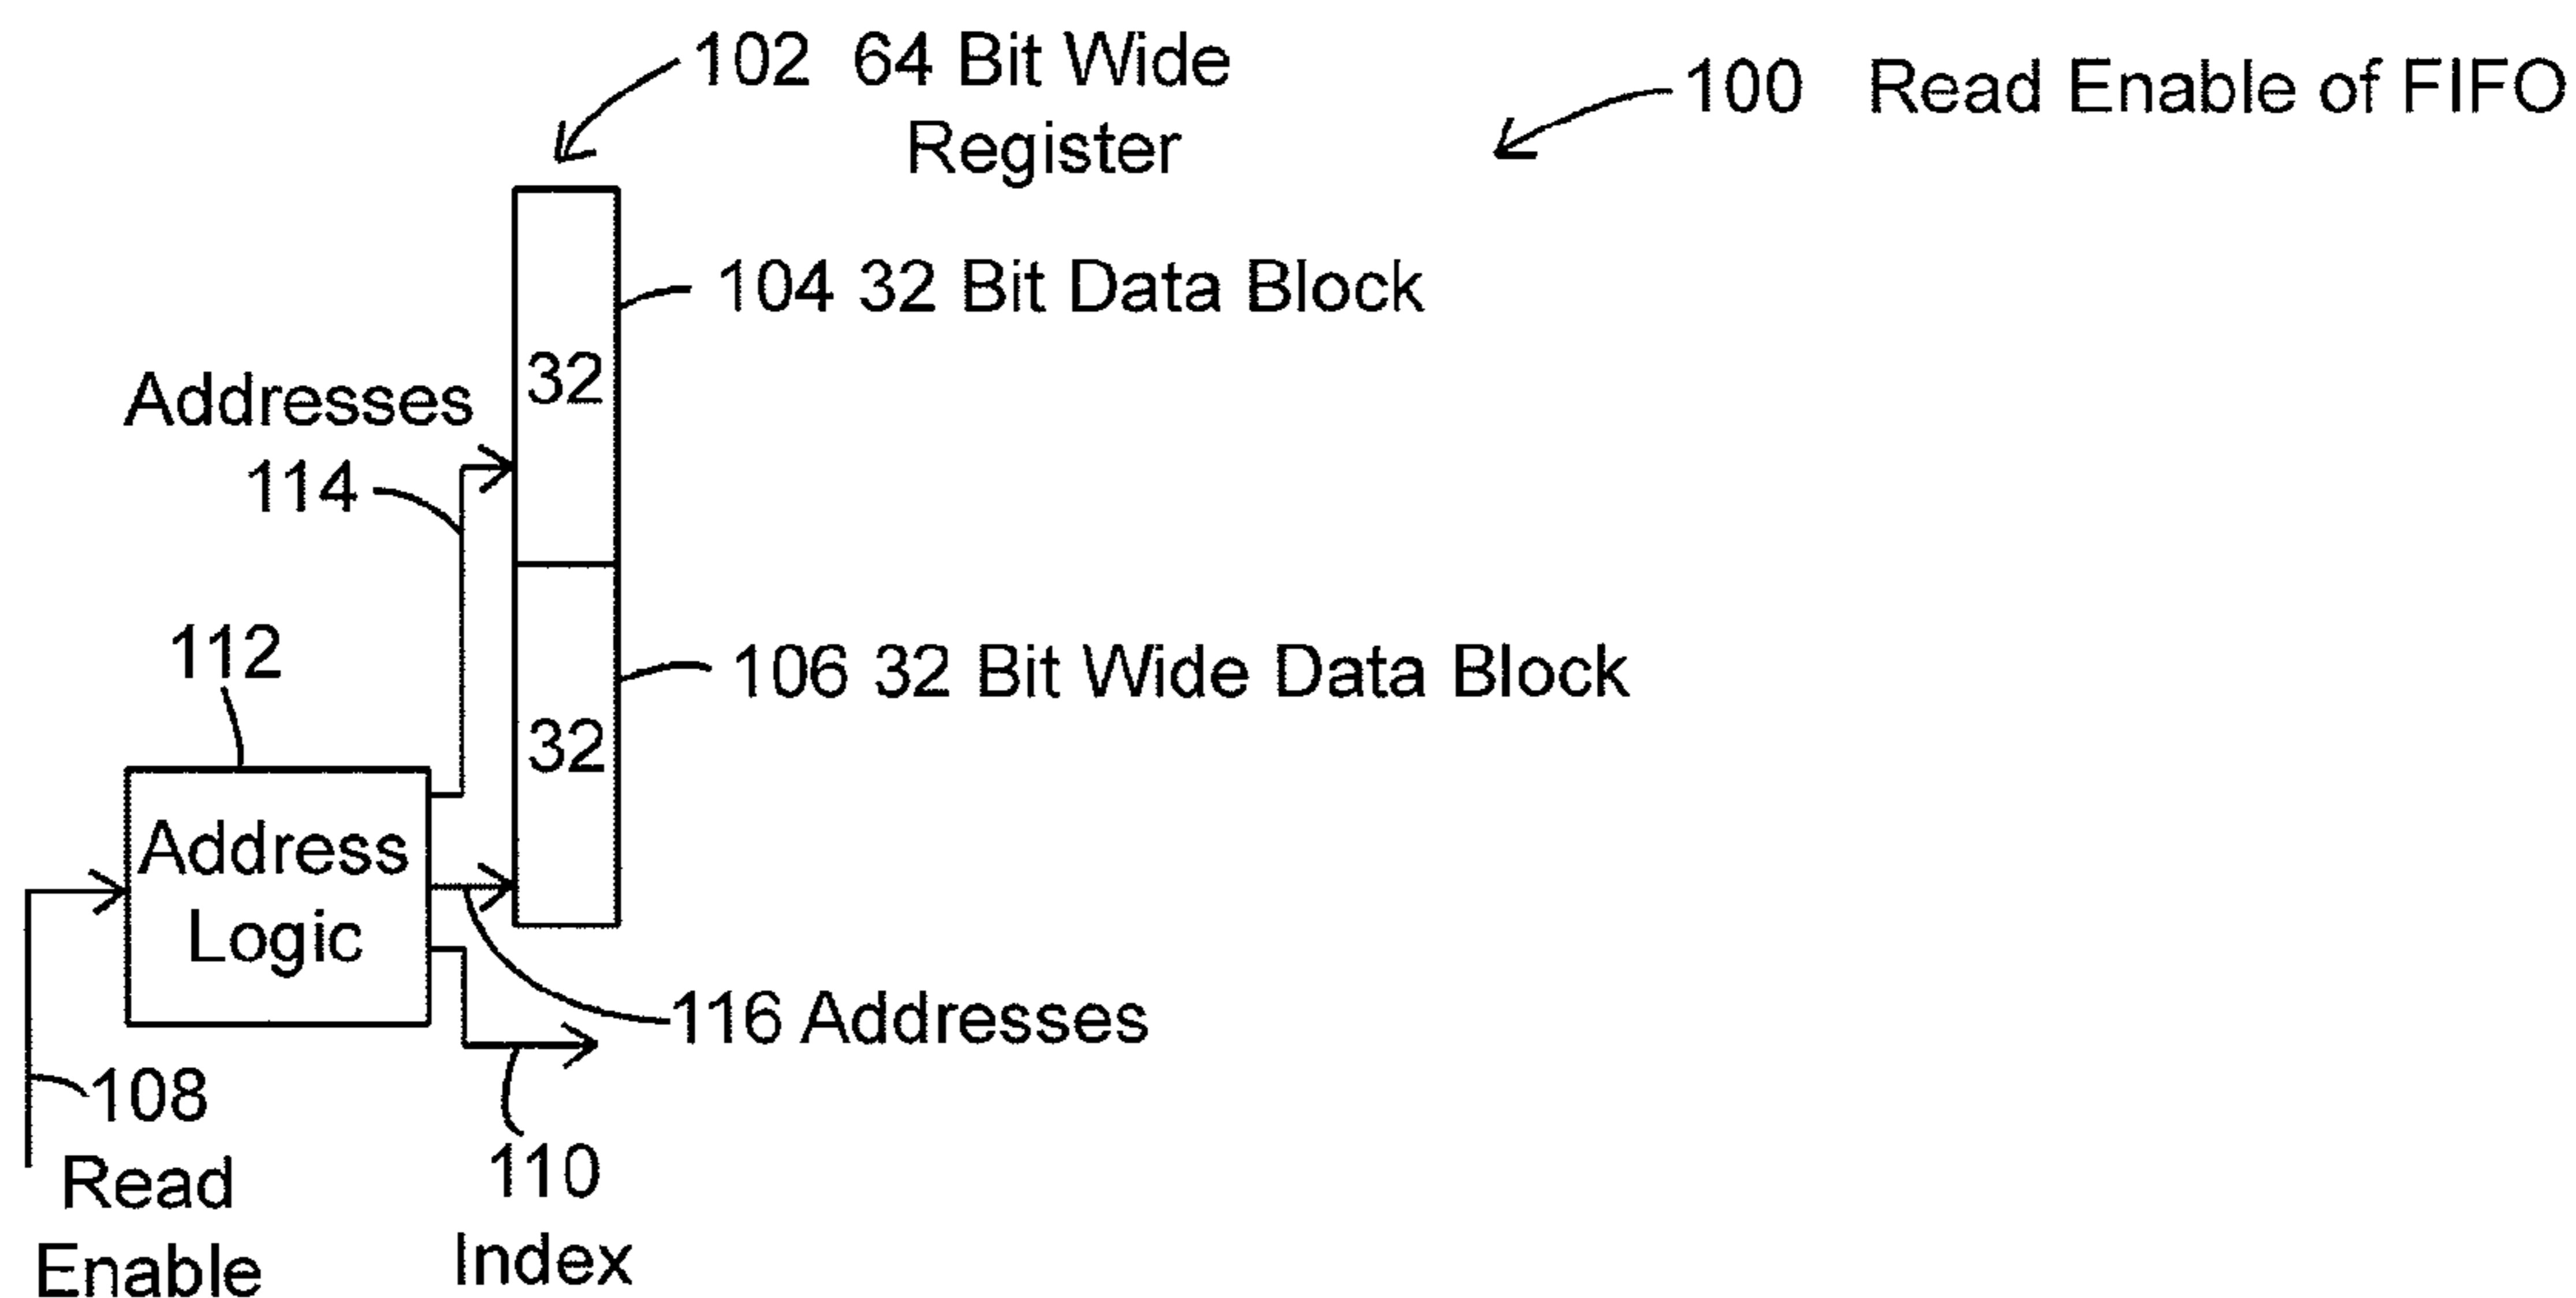 102 64 Bit Wide
Register
100 Read Enable of FIFO
104 32 Bit Data Block
32
Addresses
114
112
106 32 Bit Wide Data Block
32
Address
Logic
116 Addresses
108
Read
Enable
110
Index